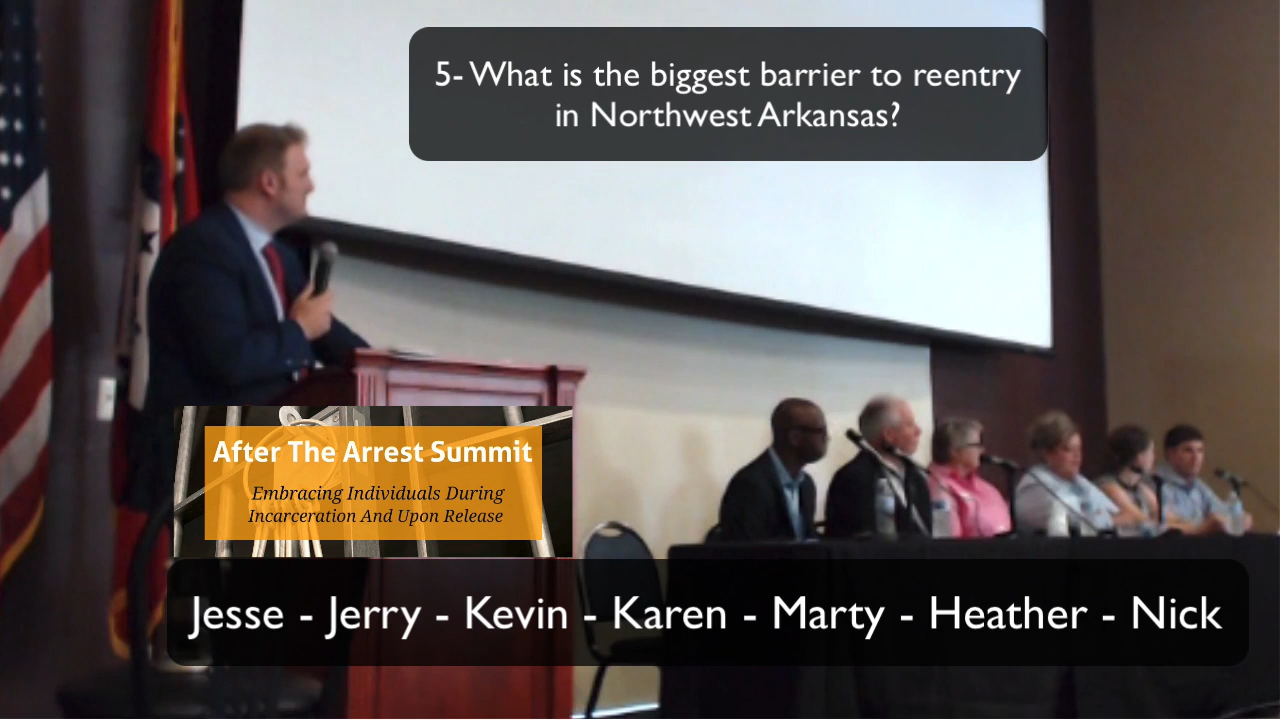 5- What is the biggest barrier to reentry
in Northwest Arkansas?
After The Arrest Summit
Embracing Individuals During
Incarceration And Upon Release
Jesse - Jerry - Kevin - Karen - Marty - Heather - Nick